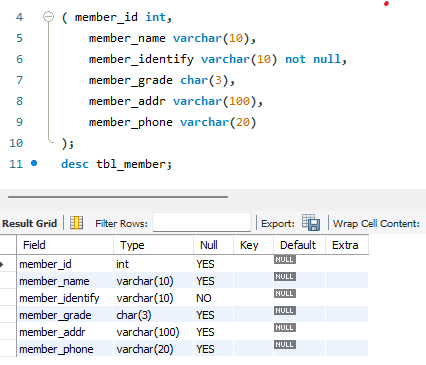 4 ( member_id int,
5 member_name varchar(10),
6 member_identify varchar(10) not null,
7 member_grade char(3),
8 member_addr varchar(100),
9 member_phone varchar(20)
10 );
11 desc tbl_member;
Result Grid Filter Rows: Export: Wrap Cell Content:
Field Type Null Key Default Extra
member_id int YES NULL
member_name varchar(10) YES NULL
member_identify varchar(10) NO NULL
member_grade char(3) YES NULL
member_addr varchar(100) YES NULL
member_phone varchar(20) YES NULL